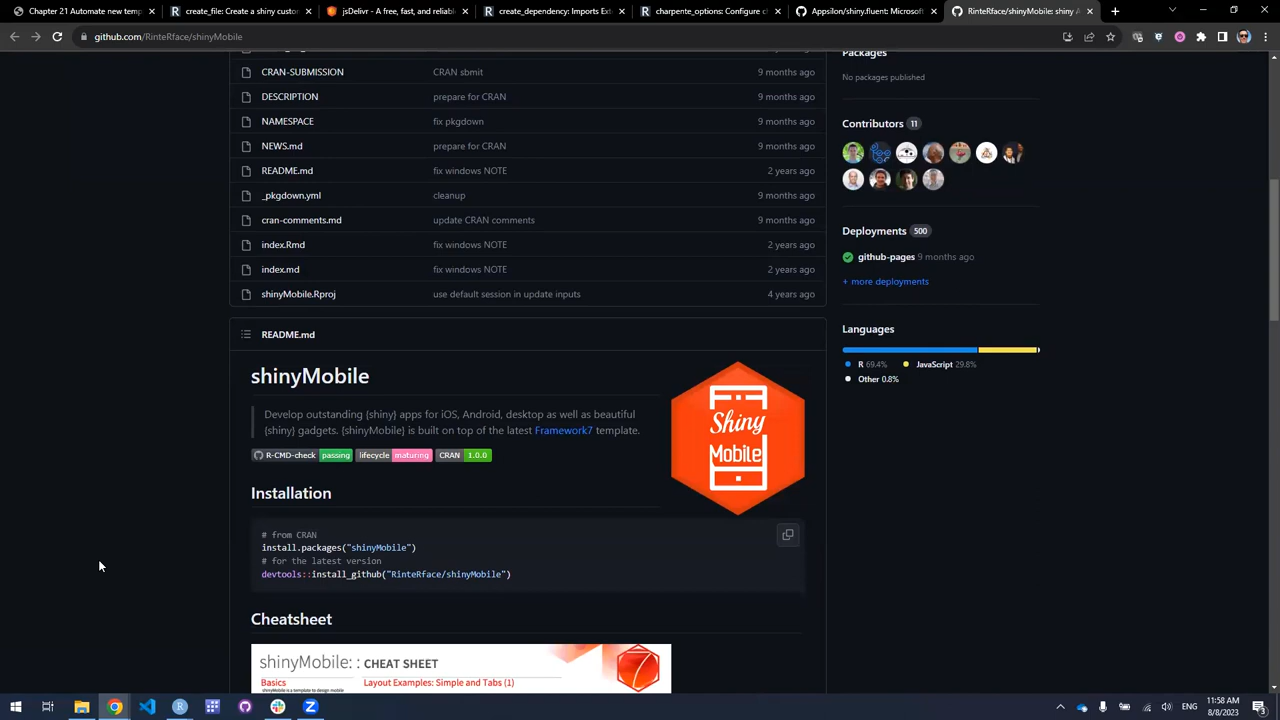 Chapter 21 Automate new temp
create_file: Create a shiny custom
jsDelivr - A free, fast, and reliab
create_dependency: Imports Exte
charpente_options: Configure ch
Appsilon/shiny.fluent: Microsoft
RinteRface/shinyMobile: shiny A
github.com/RinteRface/shinyMobile
CRAN-SUBMISSION CRAN sbmit 9 months ago
DESCRIPTION prepare for CRAN 9 months ago
NAMESPACE fix pkgdown 9 months ago
NEWS.md prepare for CRAN 9 months ago
README.md fix windows NOTE 2 years ago
_pkgdown.yml cleanup 9 months ago
cran-comments.md update CRAN comments 9 months ago
index.Rmd fix windows NOTE 2 years ago
index.md fix windows NOTE 2 years ago
shinyMobile.Rproj use default session in update inputs 4 years ago
README.md
shinyMobile
Develop outstanding {shiny} apps for iOS, Android, desktop as well as beautiful
{shiny} gadgets. {shinyMobile} is built on top of the latest Framework7 template.
R-CMD-check passing lifecycle maturing CRAN 1.0.0
Shiny
Mobile
Installation
# from CRAN
install.packages("shinyMobile")
# for the latest version
devtools::install_github("RinteRface/shinyMobile")
Cheatsheet
shinyMobile: : CHEAT SHEET
Basics Layout Examples: Simple and Tabs (1)
shinyMobile is a template to design mobile
Packages
No packages published
Contributors 11
Deployments 500
github-pages 9 months ago
+ more deployments
Languages
R 69.4% JavaScript 29.8%
Other 0.8%
ENG
11:58 AM
8/8/2023